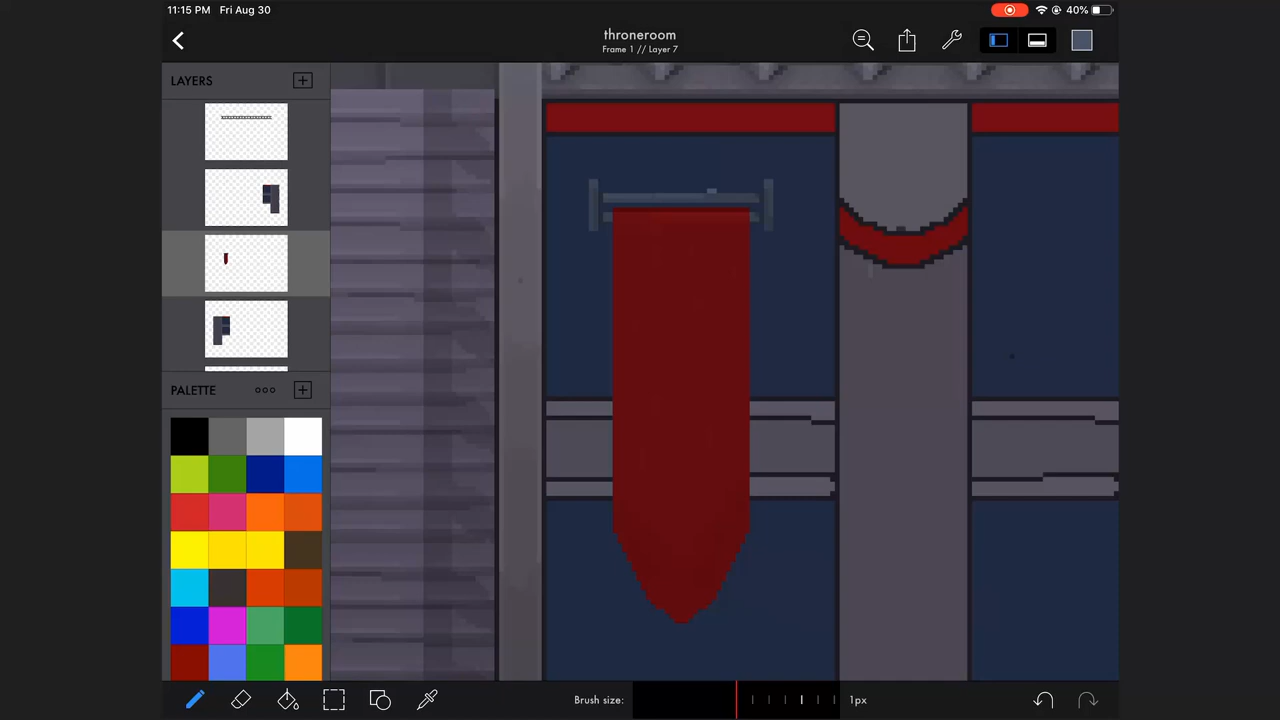 11:15 PM Fri Aug 30
40%
throneroom
Frame 1 // Layer 7
LAYERS
PALETTE
Brush size:
1px